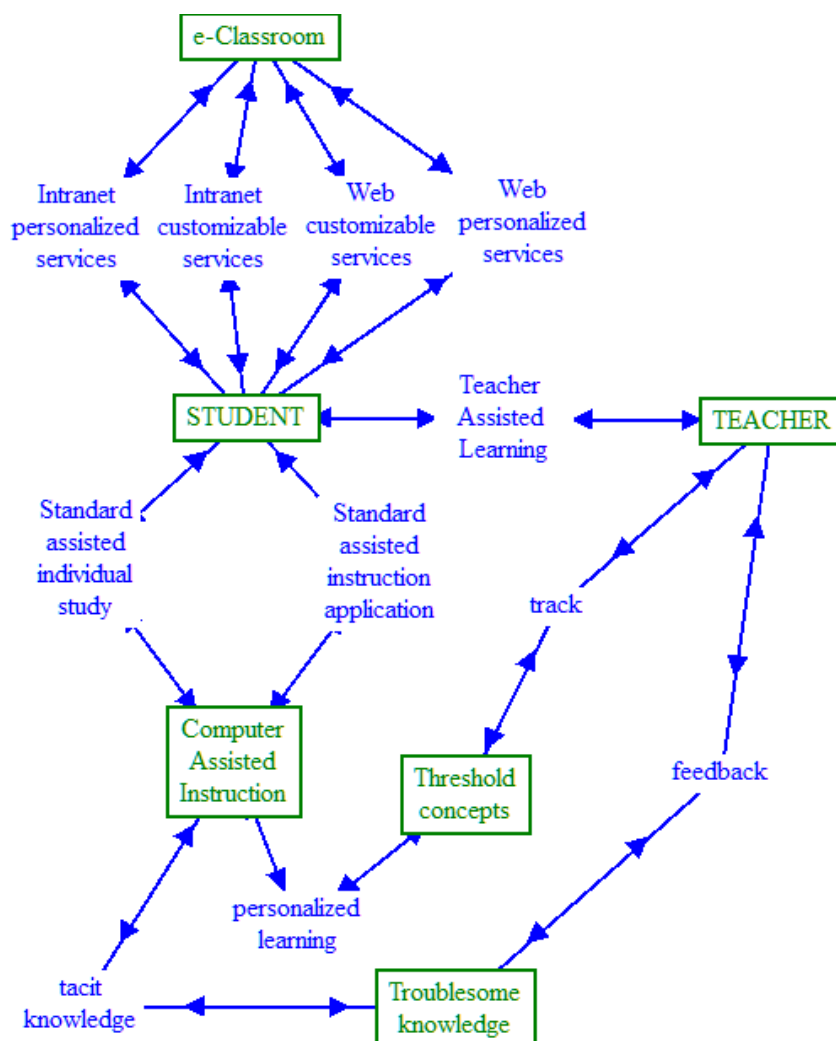 e-Classroom
Intranet
personalized
services
Intranet
customizable
services
Web
customizable
services
Web
personalized
services
STUDENT
Teacher
Assisted
Learning
TEACHER
Standard
assisted
individual
study
Standard
assisted
instruction
application
track
Computer
Assisted
Instruction
Threshold
concepts
feedback
personalized
learning
tacit
knowledge
Troublesome
knowledge